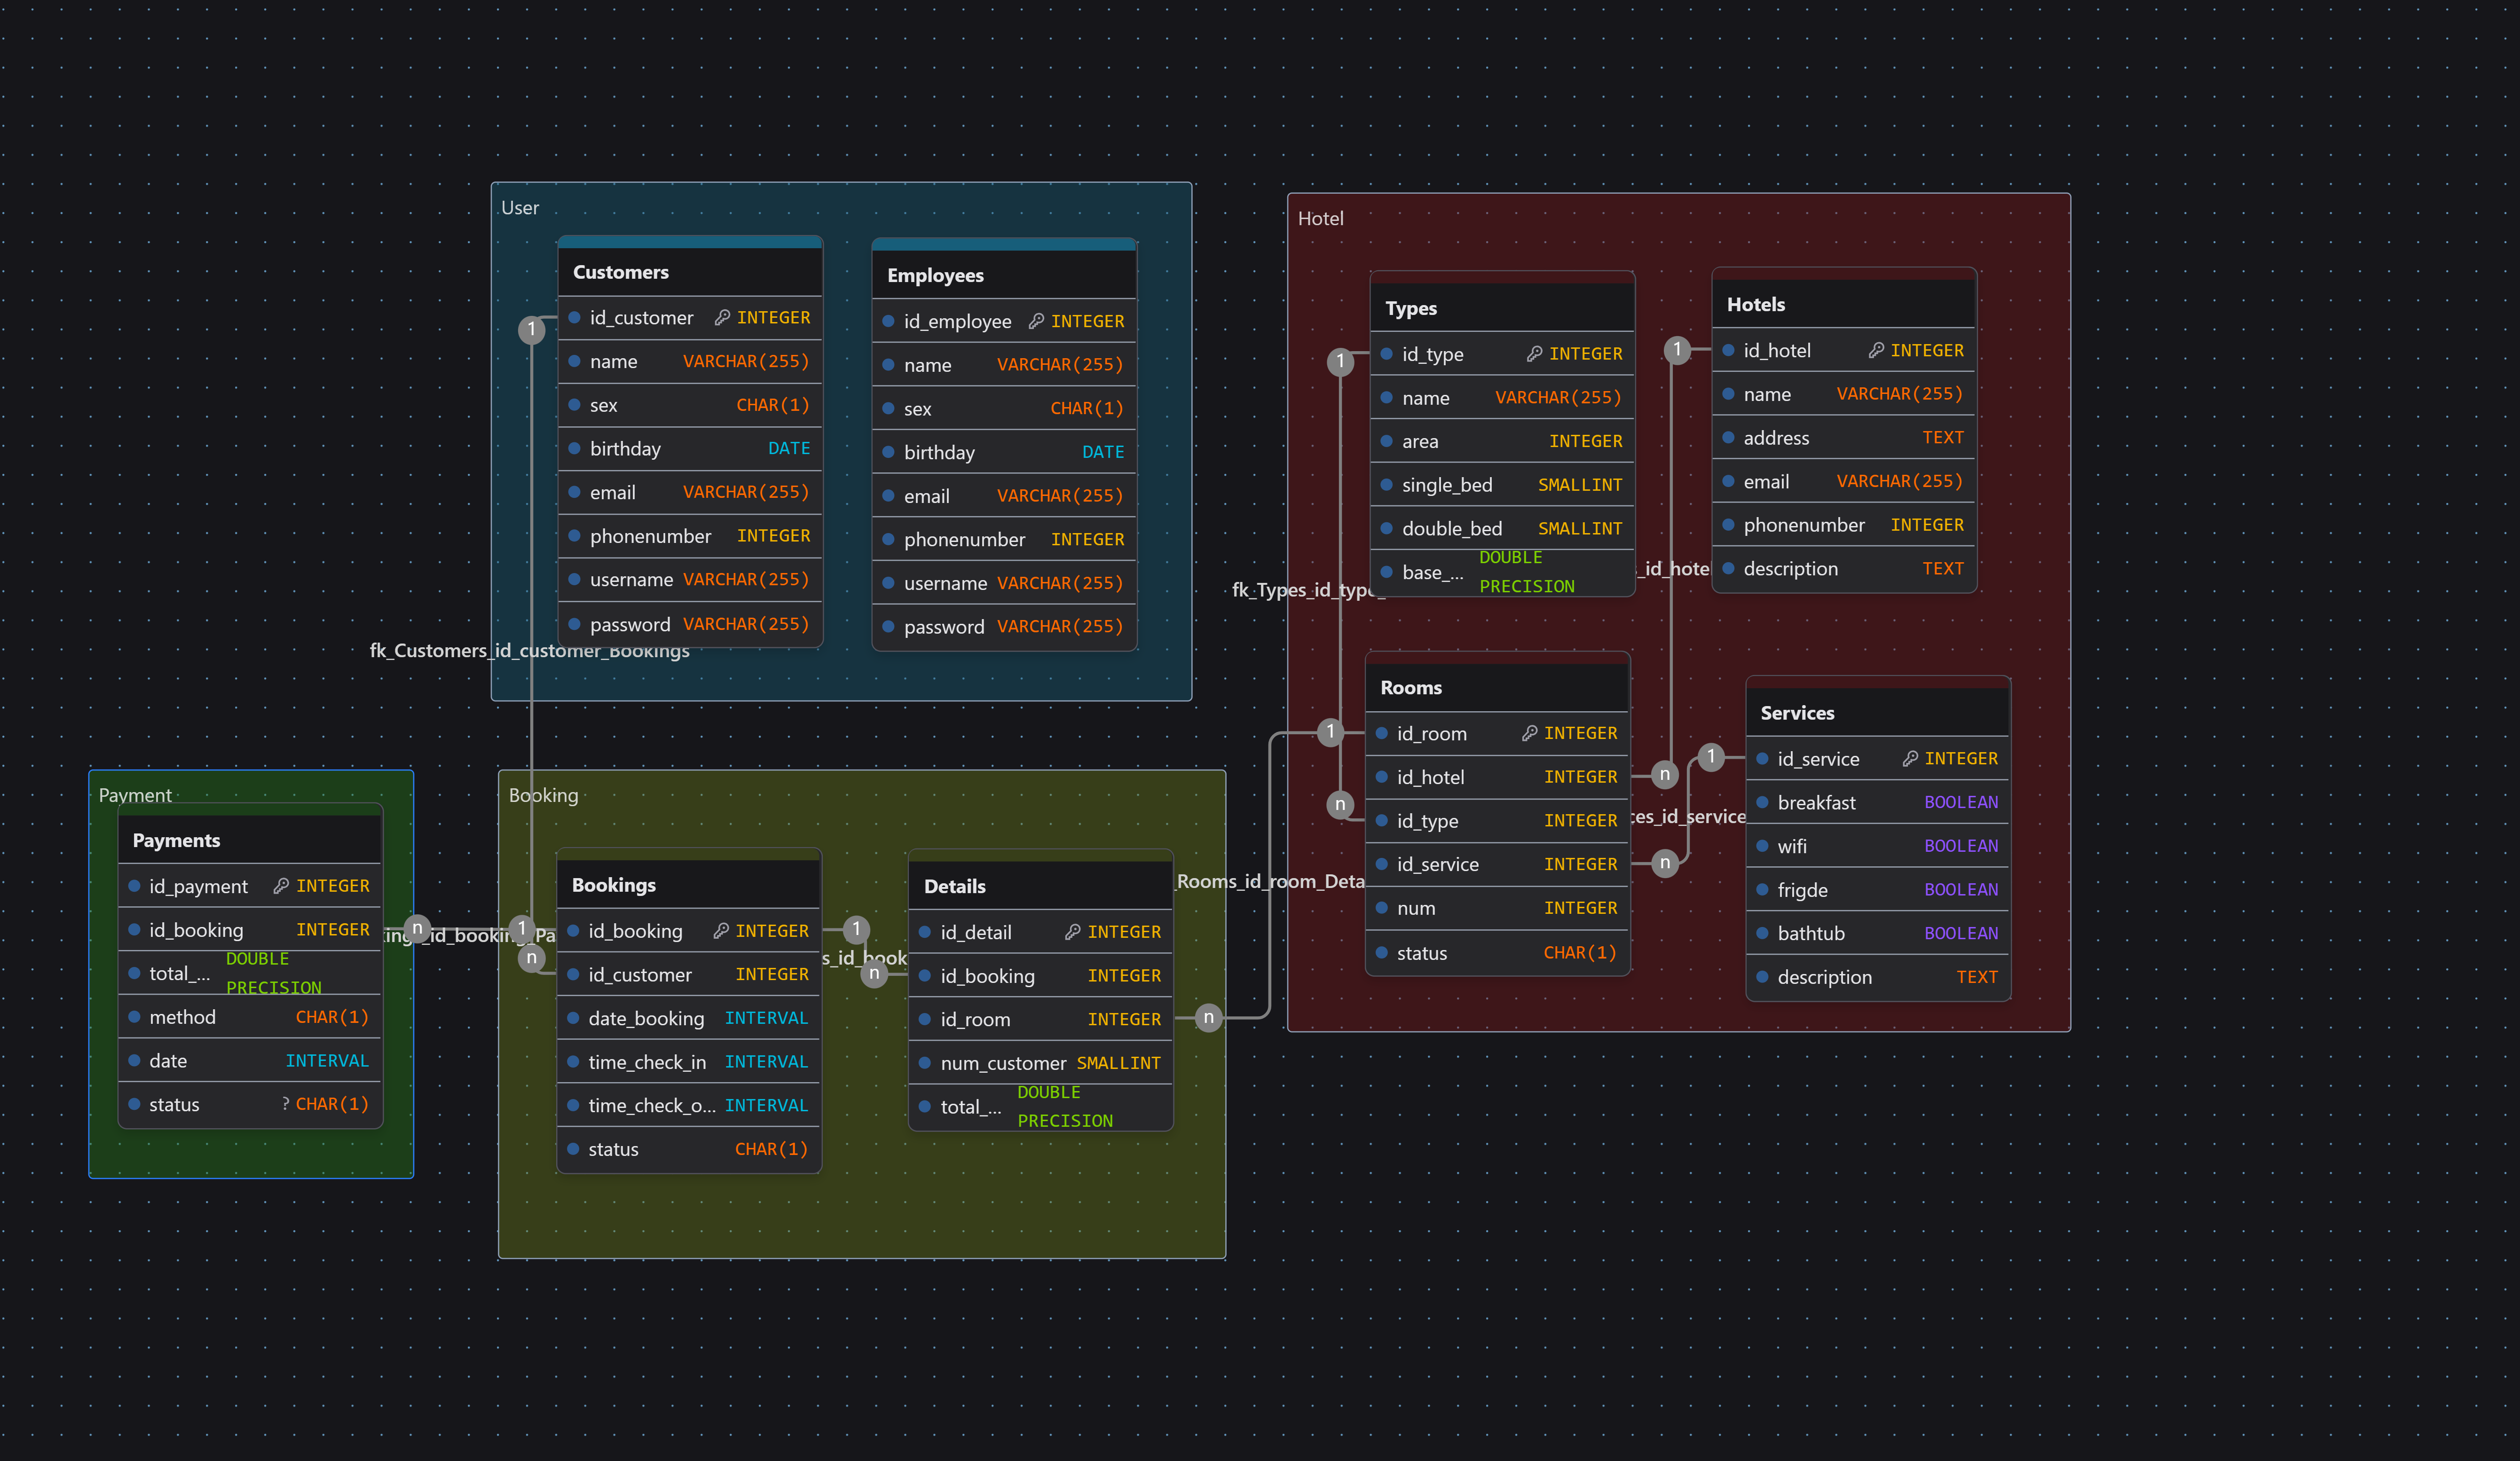 User
Customers
id_customer INTEGER
name VARCHAR(255)
sex CHAR(1)
birthday DATE
email VARCHAR(255)
phonenumber INTEGER
username VARCHAR(255)
password VARCHAR(255)
fk_Customers_id_customer_Bookings
Employees
id_employee INTEGER
name VARCHAR(255)
sex CHAR(1)
birthday DATE
email VARCHAR(255)
phonenumber INTEGER
username VARCHAR(255)
password VARCHAR(255)
Hotel
Types
id_type INTEGER
name VARCHAR(255)
area INTEGER
single_bed SMALLINT
double_bed SMALLINT
base_... DOUBLE
PRECISION
fk_Types_id_type_
Hotels
id_hotel INTEGER
name VARCHAR(255)
address TEXT
email VARCHAR(255)
phonenumber INTEGER
description TEXT
s_id_hotel
Rooms
id_room INTEGER
id_hotel INTEGER
id_type INTEGER
id_service INTEGER
num INTEGER
status CHAR(1)
ces_id_service
_Rooms_id_room_Deta
Services
id_service INTEGER
breakfast BOOLEAN
wifi BOOLEAN
frigde BOOLEAN
bathtub BOOLEAN
description TEXT
Payment
Payments
id_payment INTEGER
id_booking INTEGER
total_... DOUBLE
PRECISION
method CHAR(1)
date INTERVAL
status ? CHAR(1)
ings_id_booking_Pa
Booking
Bookings
id_booking INTEGER
id_customer INTEGER
date_booking INTERVAL
time_check_in INTERVAL
time_check_o... INTERVAL
status CHAR(1)
s_id_book
Details
id_detail INTEGER
id_booking INTEGER
id_room INTEGER
num_customer SMALLINT
total_... DOUBLE
PRECISION
1
n
1
n
1
n
1
n
1
n
1
n
1
n